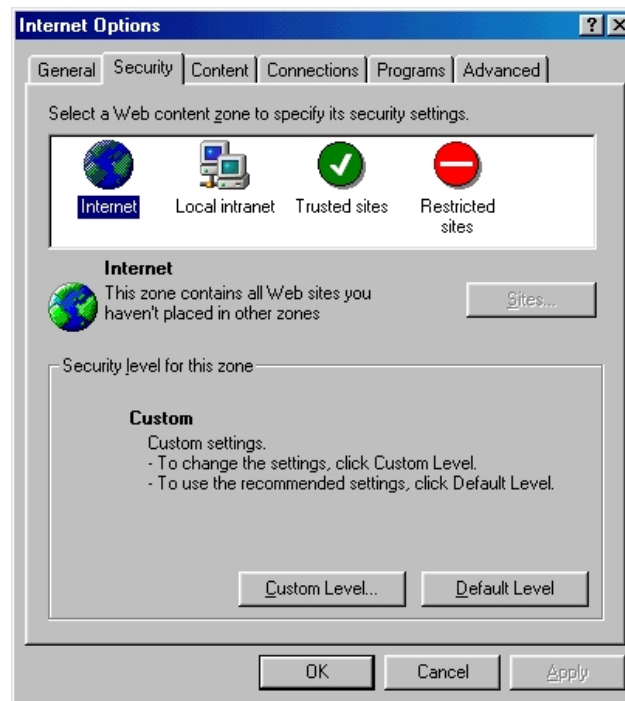 Internet Options
General Security Content Connections Programs Advanced
Select a Web content zone to specify its security settings.
Internet Local intranet Trusted sites Restricted
sites
Internet
This zone contains all Web sites you
haven't placed in other zones
Sites...
Security level for this zone
Custom
Custom settings.
- To change the settings, click Custom Level.
- To use the recommended settings, click Default Level.
Custom Level... Default Level
OK Cancel Apply